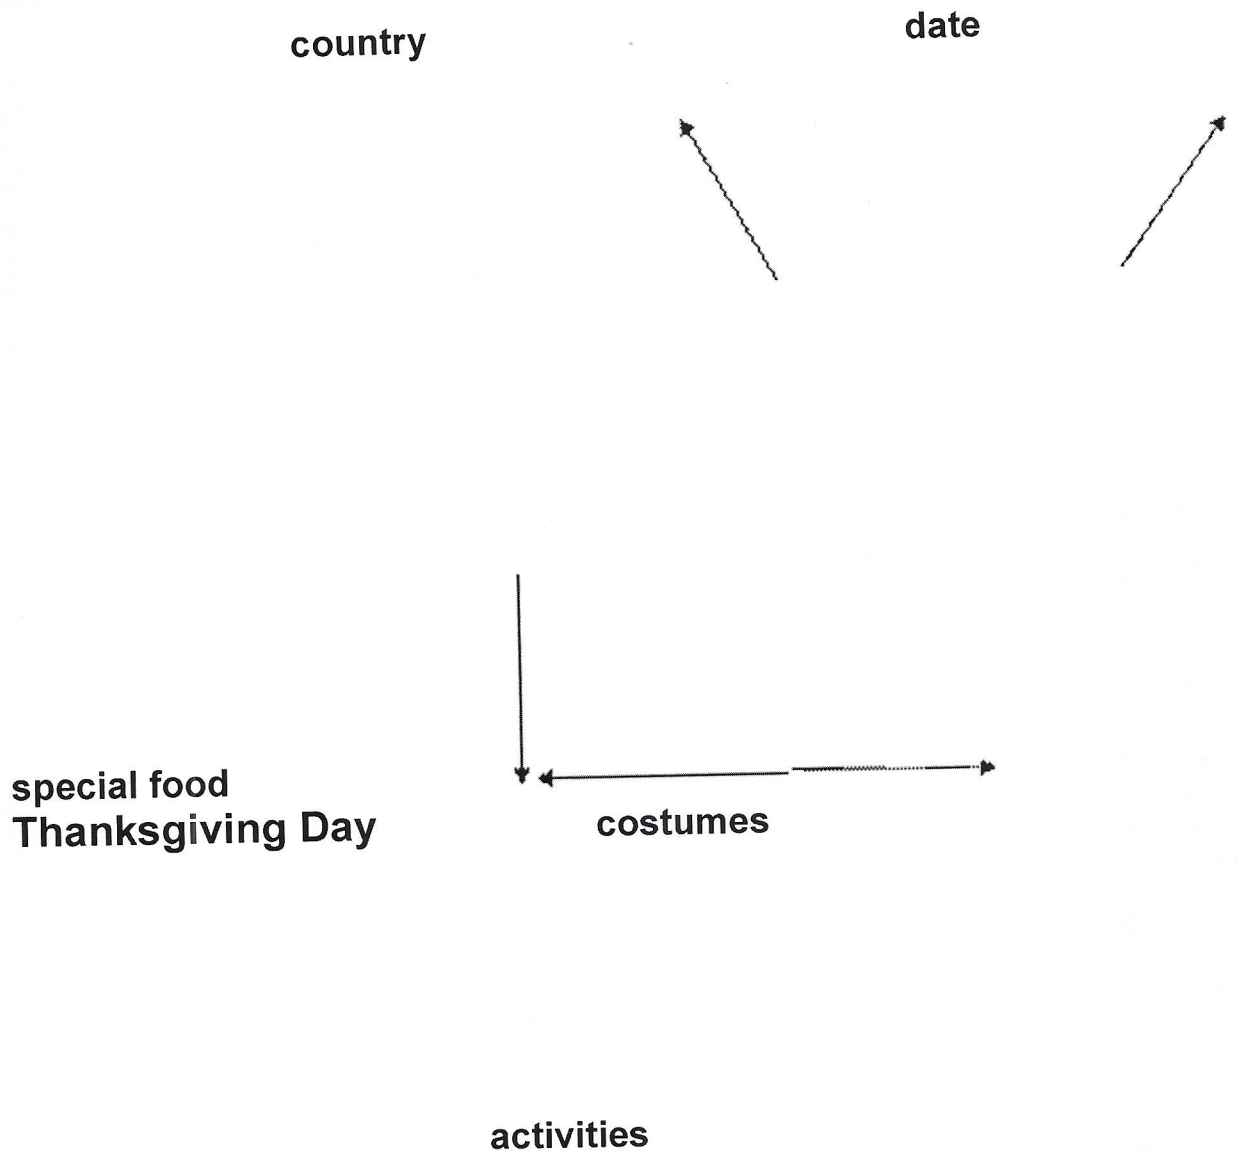 country
date
special food
Thanksgiving Day
costumes
activities